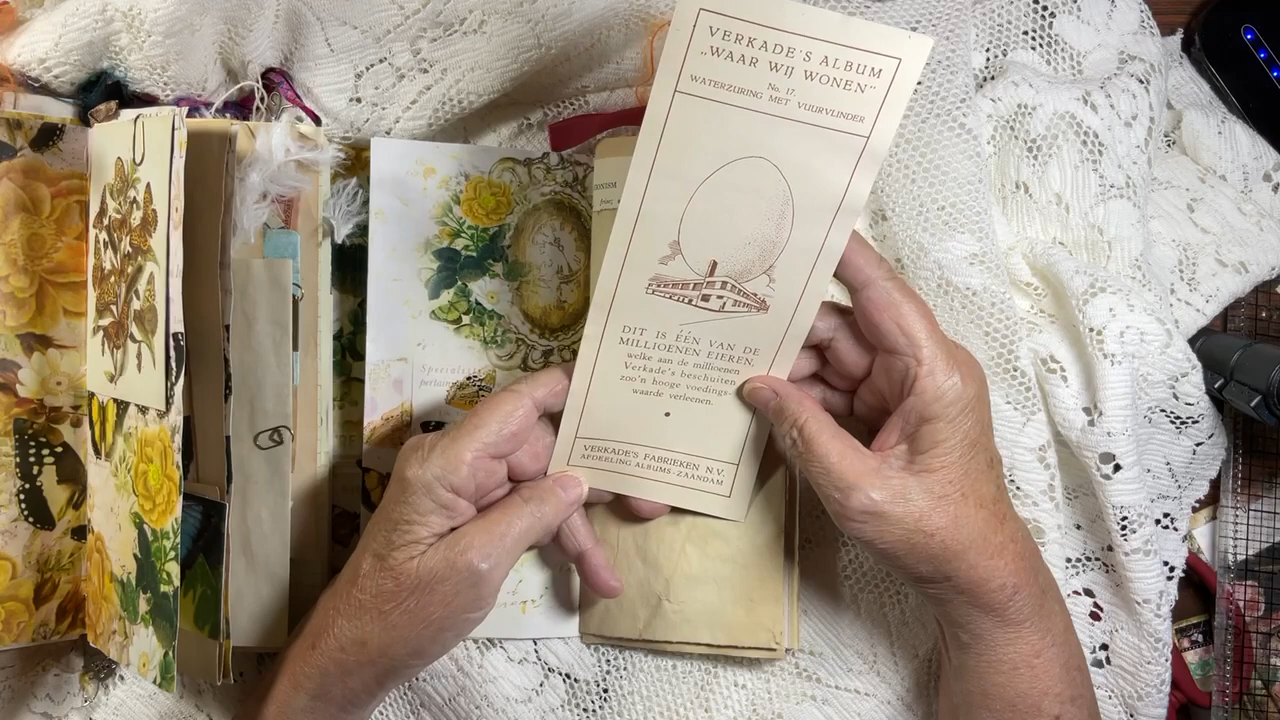 VERKADE'S ALBUM
„WAAR WIJ WONEN"
No. 17.
WATERZURING MET VUURVLINDER
DIT IS ÉÉN VAN DE
MILLIOENEN EIEREN,
welke aan de millioenen
Verkade's beschuiten
zoo'n hooge voedings-
waarde verleenen.
VERKADE'S FABRIEKEN N.V.
AFDEELING ALBUMS-ZAANDAM
ONISM